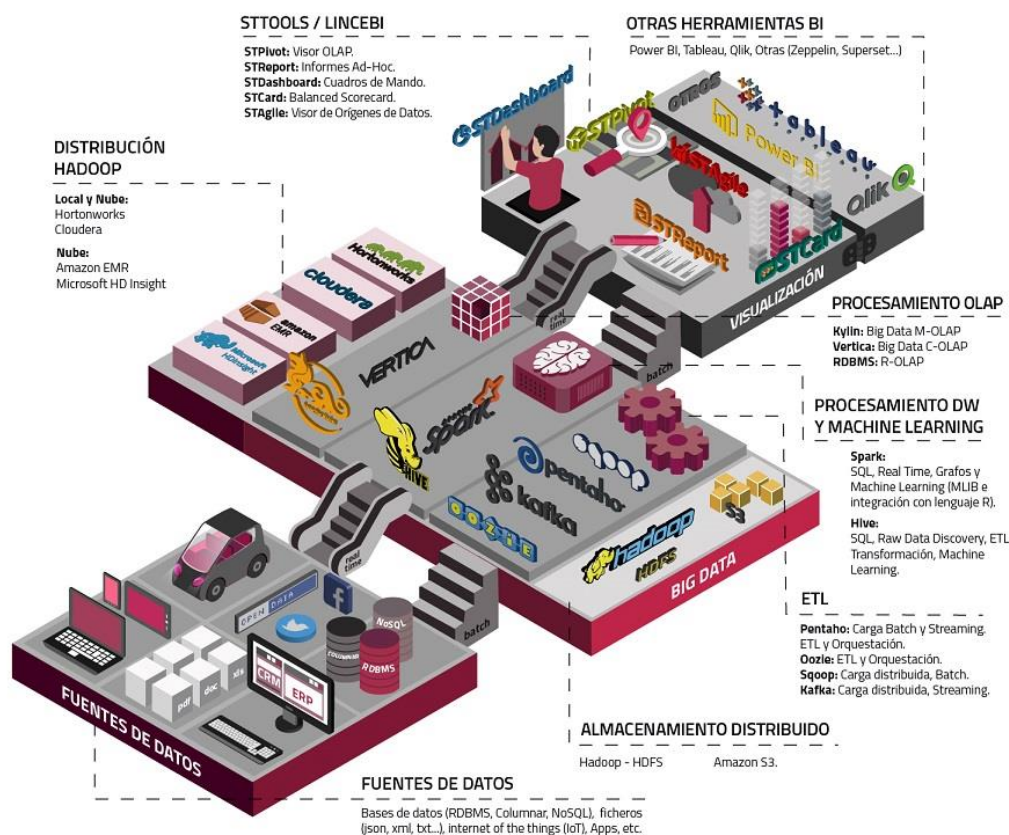 STTOOLS / LINCEBI
STPivot: Visor OLAP.
STReport: Informes Ad-Hoc.
STDashboard: Cuadros de Mando.
STCard: Balanced Scorecard.
STAgile: Visor de Orígenes de Datos.
OTRAS HERRAMIENTAS BI
Power BI, Tableau, Qlik, Otras (Zeppelin, Superset...)
STDashboard
STPivot
OTROS
tableau
Power BI
STAgile
Qlik
STReport
STCard
VISUALIZACIÓN
DISTRIBUCIÓN
HADOOP
Local y Nube:
Hortonworks
Cloudera
Nube:
Amazon EMR
Microsoft HD Insight
Hortonworks
cloudera
amazon
EMR
Microsoft
HDInsight
real
time
batch
VERTICA
Spark
HIVE
sqoop
pentaho
kafka
OOZIE
S3
hadoop
HDFS
BIG DATA
PROCESAMIENTO OLAP
Kylin: Big Data M-OLAP
Vertica: Big Data C-OLAP
RDBMS: R-OLAP
PROCESAMIENTO DW
Y MACHINE LEARNING
Spark:
SQL, Real Time, Grafos y
Machine Learning (MLIB e
integración con lenguaje R).
Hive:
SQL, Raw Data Discovery, ETL
Transformación, Machine
Learning.
ETL
Pentaho: Carga Batch y Streaming.
ETL y Orquestación.
Oozie: ETL y Orquestación.
Sqoop: Carga distribuida, Batch.
Kafka: Carga distribuida, Streaming.
real
time
batch
OPEN DATA
NoSQL
COLUMNAR
RDBMS
pdf
doc
xls
CRM
ERP
FUENTES DE DATOS
ALMACENAMIENTO DISTRIBUIDO
Hadoop - HDFS
Amazon S3.
FUENTES DE DATOS
Bases de datos (RDBMS, Columnar, NoSQL), ficheros
(json, xml, txt...), internet of the things (IoT), Apps, etc.